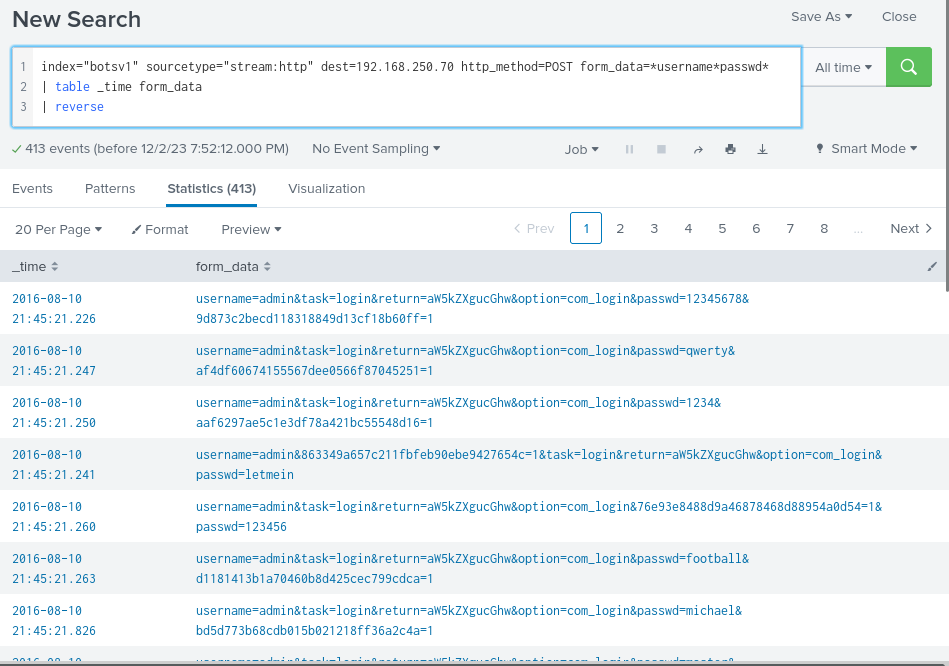 New Search
Save As
Close
1 index="botsv1" sourcetype="stream:http" dest=192.168.250.70 http_method=POST form_data=*username*passwd*
2 | table _time form_data
3 | reverse
All time
413 events (before 12/2/23 7:52:12.000 PM)
No Event Sampling
Job
Smart Mode
Events Patterns Statistics (413) Visualization
20 Per Page Format Preview
Prev 1 2 3 4 5 6 7 8 ... Next
_time form_data
2016-08-10 username=admin&task=login&return=aW5kZXgucGhw&option=com_login&passwd=12345678&
21:45:21.226 9d873c2becd118318849d13cf18b60ff=1
2016-08-10 username=admin&task=login&return=aW5kZXgucGhw&option=com_login&passwd=qwerty&
21:45:21.247 af4df60674155567dee0566f87045251=1
2016-08-10 username=admin&task=login&return=aW5kZXgucGhw&option=com_login&passwd=1234&
21:45:21.250 aaf6297ae5c1e3df78a421bc55548d16=1
2016-08-10 username=admin&863349a657c211fbfeb90ebe9427654c=1&task=login&return=aW5kZXgucGhw&option=com_login&
21:45:21.241 passwd=letmein
2016-08-10 username=admin&task=login&return=aW5kZXgucGhw&option=com_login&76e93e8488d9a46878468d88954a0d54=1&
21:45:21.260 passwd=123456
2016-08-10 username=admin&task=login&return=aW5kZXgucGhw&option=com_login&passwd=football&
21:45:21.263 d1181413b1a70460b8d425cec799cdca=1
2016-08-10 username=admin&task=login&return=aW5kZXgucGhw&option=com_login&passwd=michael&
21:45:21.826 bd5d773b68cdb015b021218ff36a2c4a=1